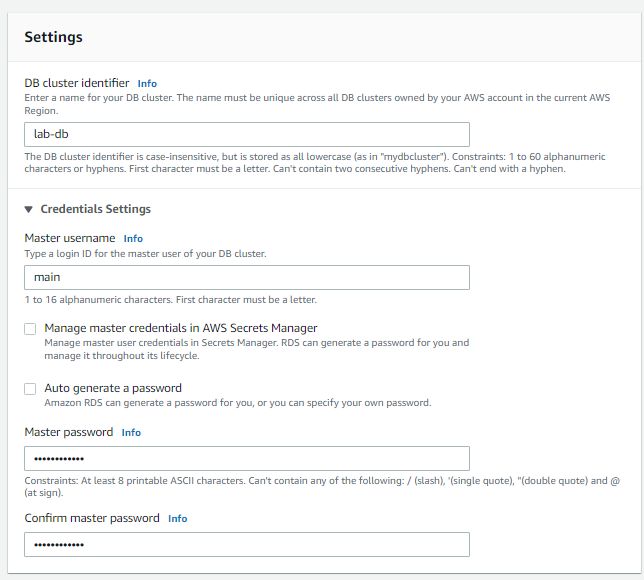 Settings
DB cluster identifier Info
Enter a name for your DB cluster. The name must be unique across all DB clusters owned by your AWS account in the current AWS
Region.
lab-db
The DB cluster identifier is case-insensitive, but is stored as all lowercase (as in "mydbcluster"). Constraints: 1 to 60 alphanumeric
characters or hyphens. First character must be a letter. Can't contain two consecutive hyphens. Can't end with a hyphen.
▼ Credentials Settings
Master username Info
Type a login ID for the master user of your DB cluster.
main
1 to 16 alphanumeric characters. First character must be a letter.
Manage master credentials in AWS Secrets Manager
Manage master user credentials in Secrets Manager. RDS can generate a password for you and
manage it throughout its lifecycle.
Auto generate a password
Amazon RDS can generate a password for you, or you can specify your own password.
Master password Info
••••••••••••
Constraints: At least 8 printable ASCII characters. Can't contain any of the following: / (slash), '(single quote), "(double quote) and @
(at sign).
Confirm master password Info
••••••••••••